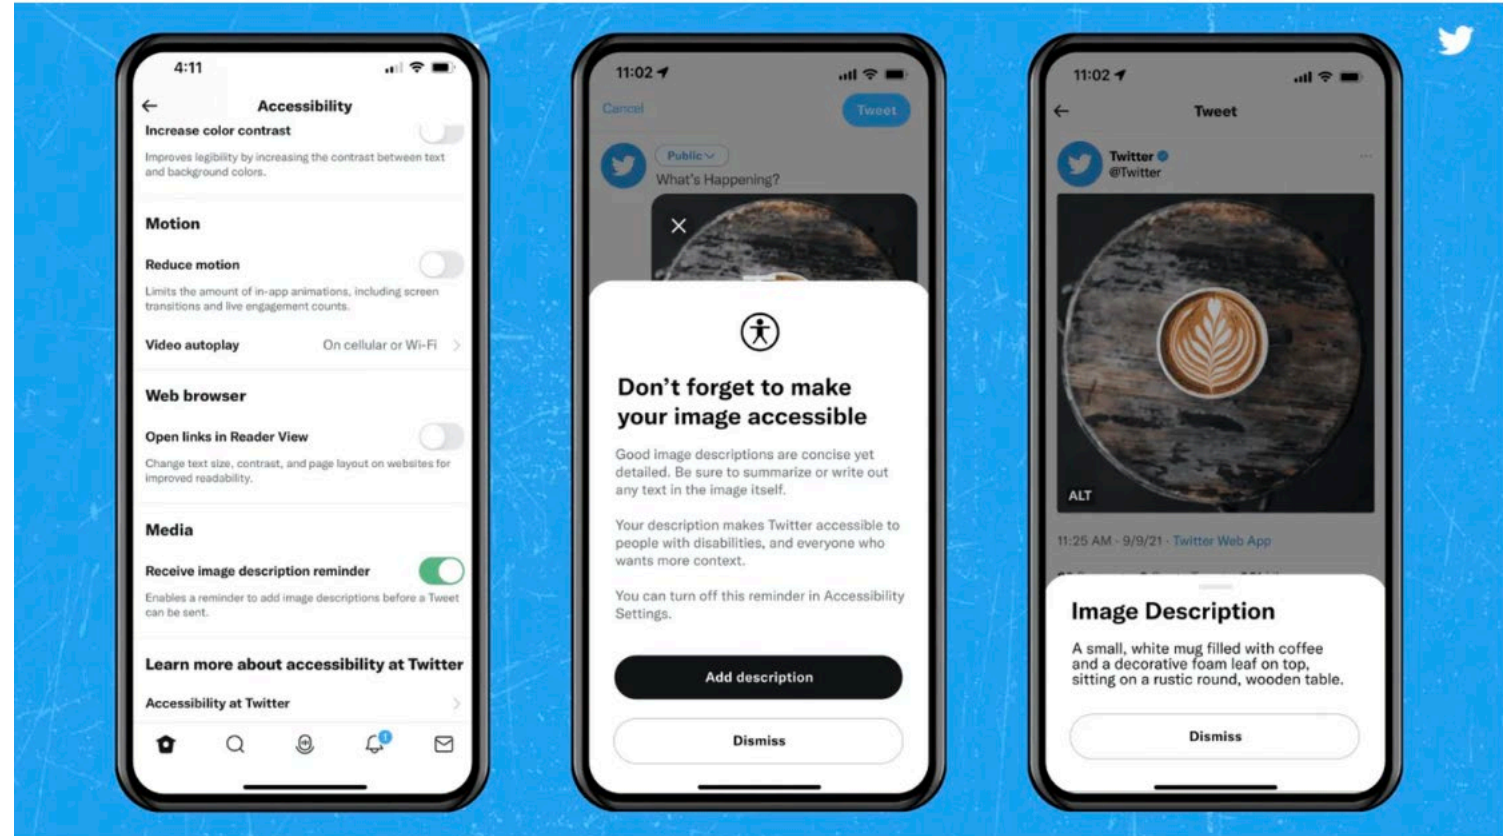 4:11
Accessibility
Increase color contrast
Improves legibility by increasing the contrast between text
and background colors.
Motion
Reduce motion
Limits the amount of in-app animations, including screen
transitions and live engagement counts.
Video autoplay On cellular or Wi-Fi
Web browser
Open links in Reader View
Change text size, contrast, and page layout on websites for
improved readability.
Media
Receive image description reminder
Enables a reminder to add image descriptions before a Tweet
can be sent.
Learn more about accessibility at Twitter
Accessibility at Twitter
1
11:02
Cancel Tweet
Public
What's Happening?
Don't forget to make
your image accessible
Good image descriptions are concise yet
detailed. Be sure to summarize or write out
any text in the image itself.
Your description makes Twitter accessible to
people with disabilities, and everyone who
wants more context.
You can turn off this reminder in Accessibility
Settings.
Add description
Dismiss
11:02
Tweet
Twitter
@Twitter
ALT
11:25 AM · 9/9/21 · Twitter Web App
Image Description
A small, white mug filled with coffee
and a decorative foam leaf on top,
sitting on a rustic round, wooden table.
Dismiss